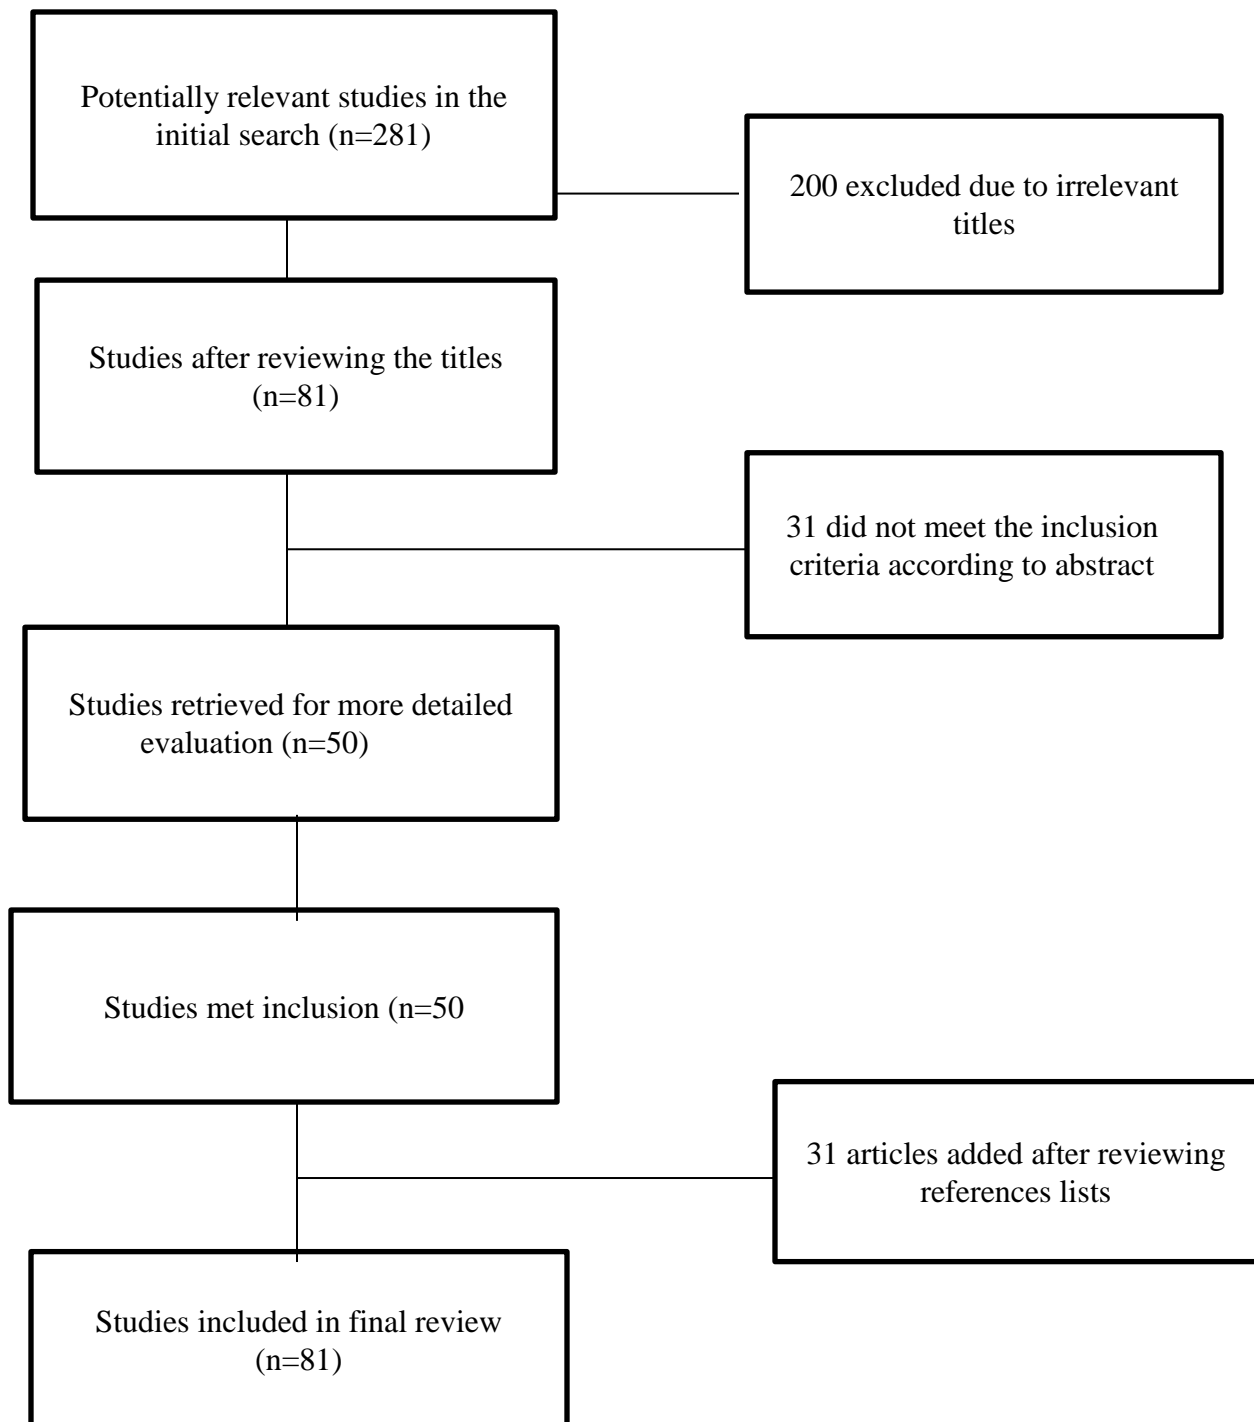 Potentially relevant studies in the
initial search (n=281)
200 excluded due to irrelevant
titles
Studies after reviewing the titles
(n=81)
31 did not meet the inclusion
criteria according to abstract
Studies retrieved for more detailed
evaluation (n=50)
Studies met inclusion (n=50
31 articles added after reviewing
references lists
Studies included in final review
(n=81)